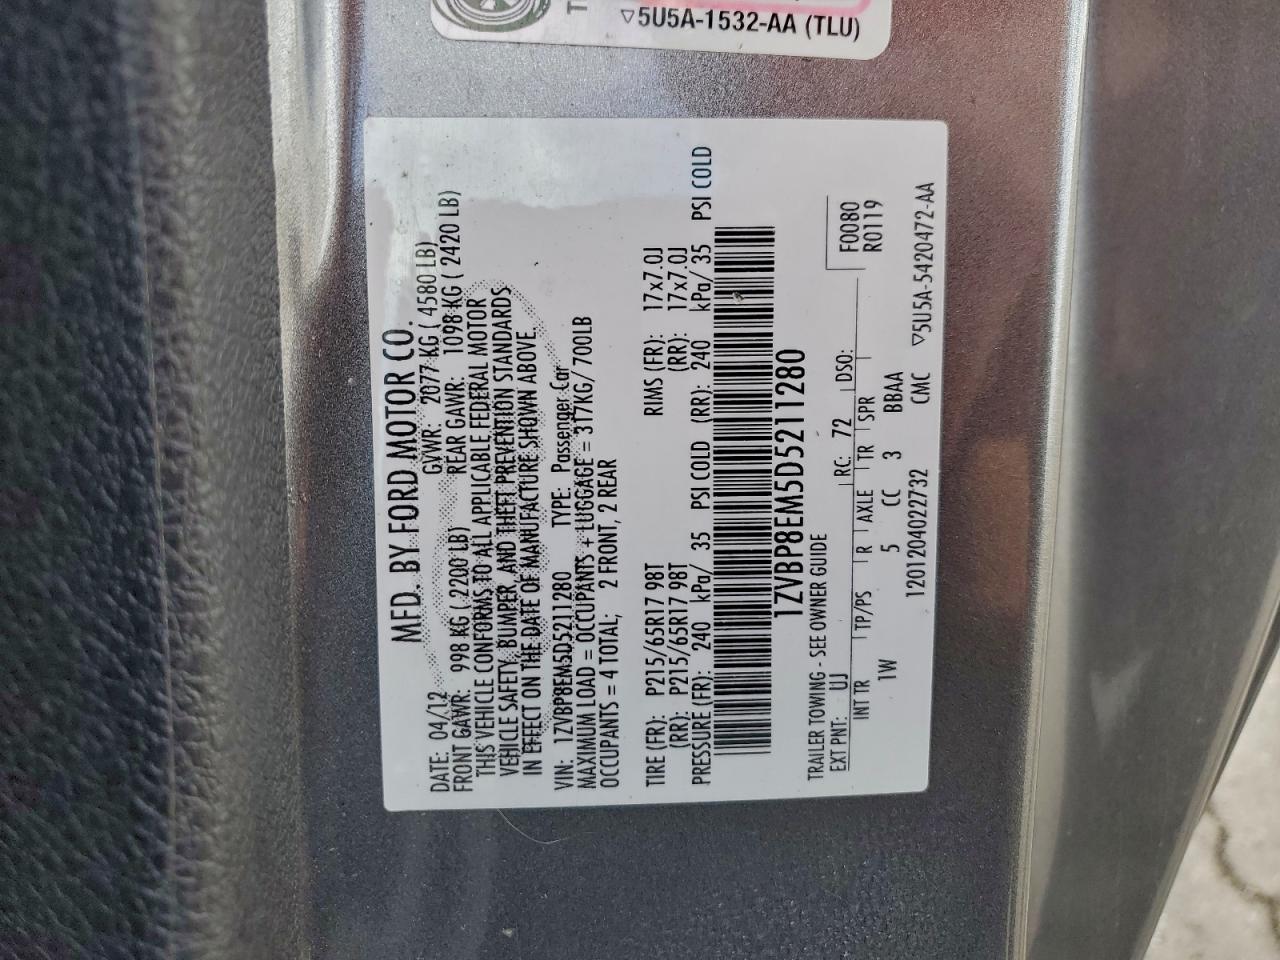 ▽5U5A-1532-AA (TLU)
MFD. BY FORD MOTOR CO.
DATE: 04/12 GVWR: 2077 KG ( 4580 LB)
FRONT GAWR: 998 KG ( 2200 LB) REAR GAWR: 1098 KG ( 2420 LB)
THIS VEHICLE CONFORMS TO ALL APPLICABLE FEDERAL MOTOR
VEHICLE SAFETY, BUMPER, AND THEFT PREVENTION STANDARDS
IN EFFECT ON THE DATE OF MANUFACTURE SHOWN ABOVE.
VIN: 1ZVBP8EM5D5211280 TYPE: Passenger Car
MAXIMUM LOAD = OCCUPANTS + LUGGAGE = 317KG/ 700LB
OCCUPANTS = 4 TOTAL; 2 FRONT, 2 REAR
TIRE (FR): P215/65R17 98T RIMS (FR): 17x7.0J
(RR): P215/65R17 98T (RR): 17x7.0J
PRESSURE (FR): 240 kPa/ 35 PSI COLD (RR): 240 kPa/ 35 PSI COLD
1ZVBP8EM5D5211280
TRAILER TOWING - SEE OWNER GUIDE
EXT PNT: UJ RC: 72 DSO: F0080
R0119
INT TR TP/PS R AXLE TR SPR
1W 5 CC 3 BBAA
120120402273​2 CMC ▽5U5A-5420472-AA